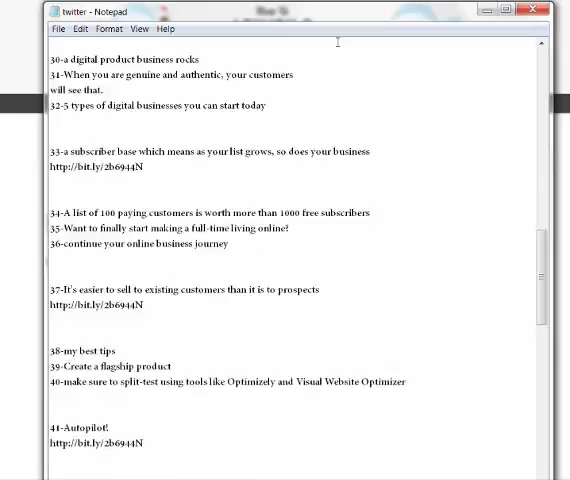 twitter - Notepad
File Edit Format View Help
30-a digital product business rocks
31-When you are genuine and authentic, your customers
will see that.
32-5 types of digital businesses you can start today
33-a subscriber base which means as your list grows, so does your business
http://bit.ly/2b6944N
34-A list of 100 paying customers is worth more than 1000 free subscribers
35-Want to finally start making a full-time living online?
36-continue your online business journey
37-It's easier to sell to existing customers than it is to prospects
http://bit.ly/2b6944N
38-my best tips
39-Create a flagship product
40-make sure to split-test using tools like Optimizely and Visual Website Optimizer
41-Autopilot!
http://bit.ly/2b6944N